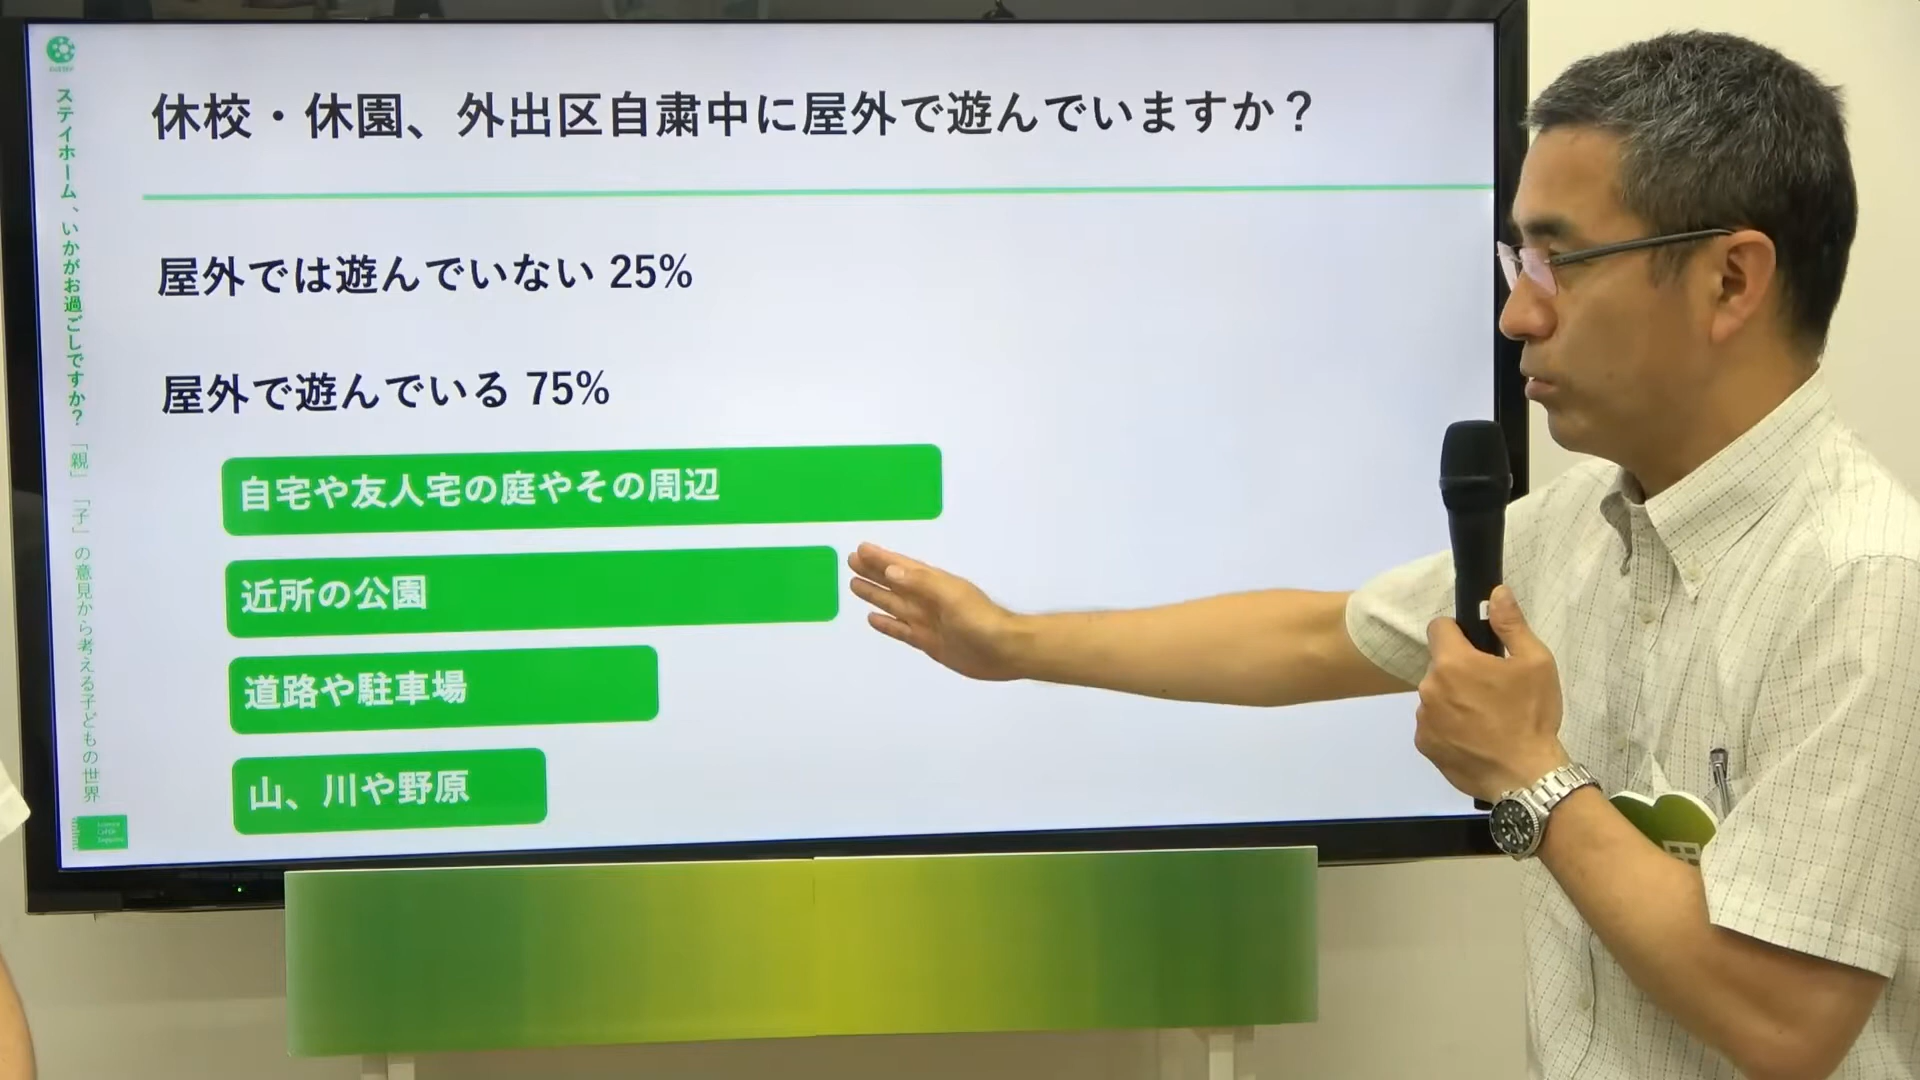 休校・休園、外出区自粛中に屋外で遊んでいますか？
屋外では遊んでいない 25%
屋外で遊んでいる 75%
自宅や友人宅の庭やその周辺
近所の公園
道路や駐車場
山、川や野原
ステイホーム、いかがお過ごしですか？「親」「子」の意見から考える子どもの世界